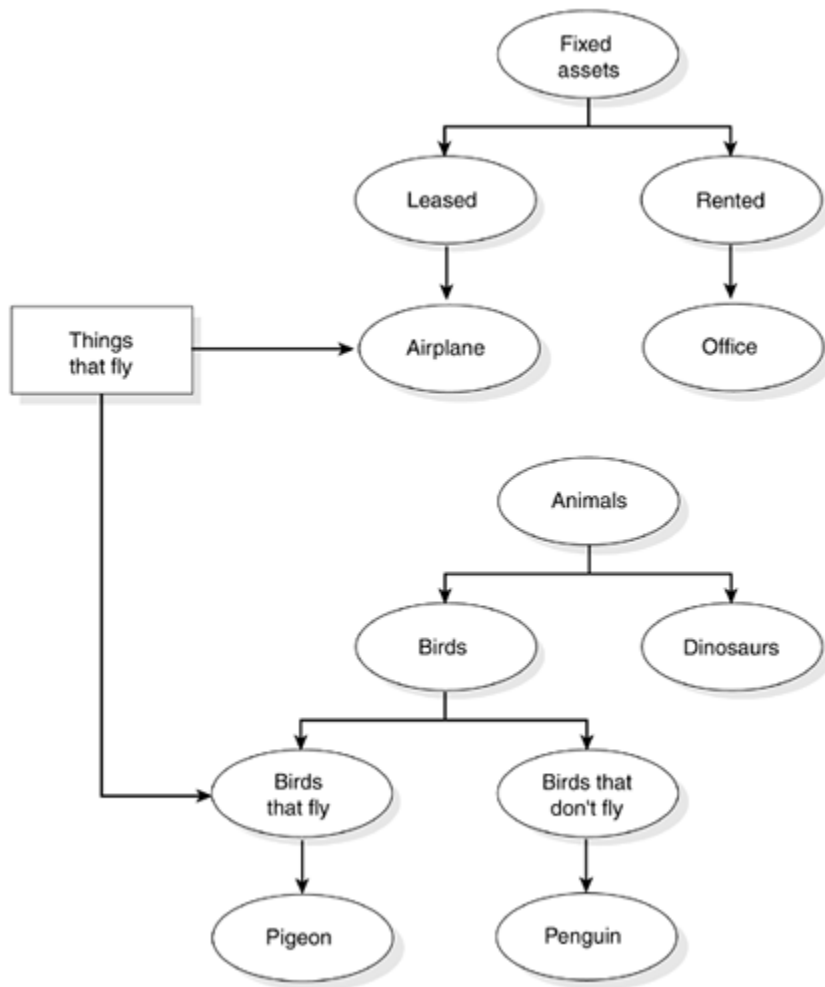 Fixed
assets
Leased
Rented
Things
that fly
Airplane
Office
Animals
Birds
Dinosaurs
Birds
that fly
Birds that
don't fly
Pigeon
Penguin